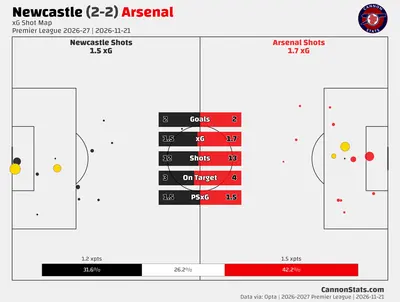 Newcastle (2-2) Arsenal
xG Shot Map
Premier League 2026-27 | 2026-11-21
CANNON
STATS
Newcastle Shots
1.5 xG
Arsenal Shots
1.7 xG
2 Goals 2
1.5 xG 1.7
12 Shots 13
3 On Target 4
1.5 PSxG 1.5
1.2 xpts
1.5 xpts
31.6%
26.2%
42.2%
CannonStats.com
Data via: Opta | 2026-2027 Premier League | 2026-11-21